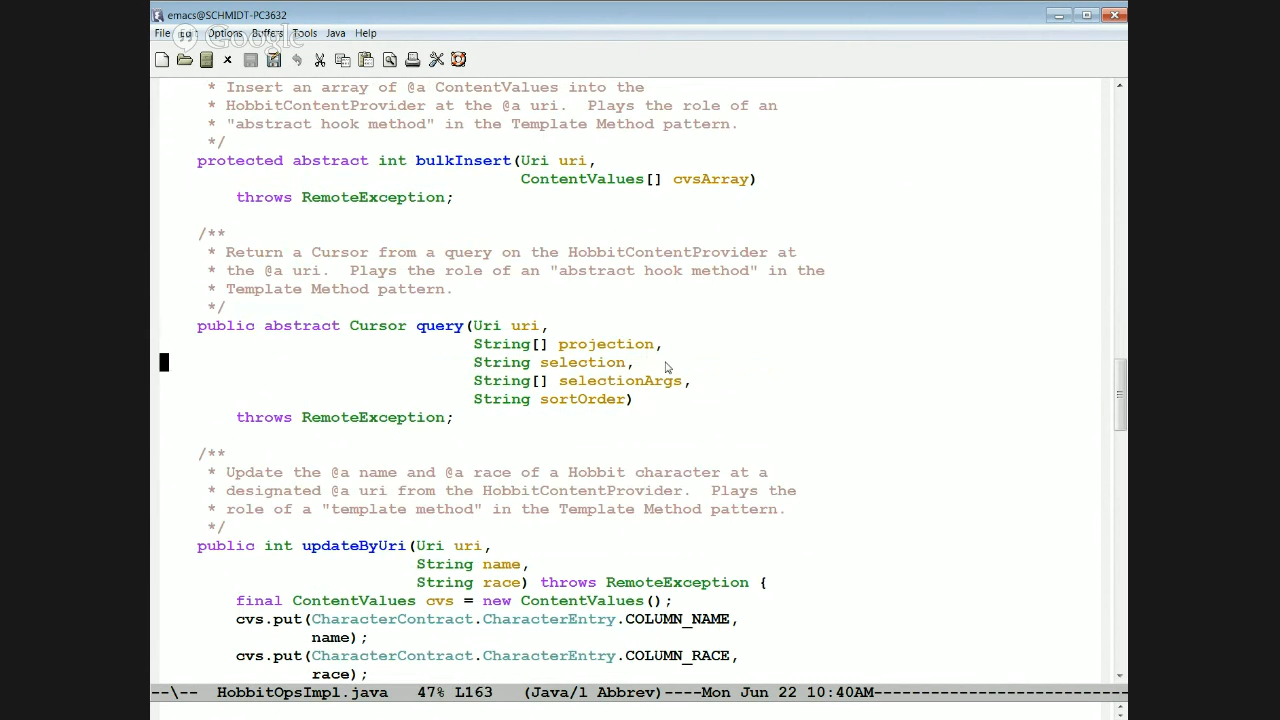 emacs@SCHMIDT-PC3632
File Edit Options Buffers Tools Java Help
Google
* Insert an array of @a ContentValues into the
* HobbitContentProvider at the @a uri.  Plays the role of an
* "abstract hook method" in the Template Method pattern.
*/
protected abstract int bulkInsert(Uri uri,
ContentValues[] cvsArray)
throws RemoteException;
/**
* Return a Cursor from a query on the HobbitContentProvider at
* the @a uri.  Plays the role of an "abstract hook method" in the
* Template Method pattern.
*/
public abstract Cursor query(Uri uri,
String[] projection,
String selection,
String[] selectionArgs,
String sortOrder)
throws RemoteException;
/**
* Update the @a name and @a race of a Hobbit character at a
* designated @a uri from the HobbitContentProvider.  Plays the
* role of a "template method" in the Template Method pattern.
*/
public int updateByUri(Uri uri,
String name,
String race) throws RemoteException {
final ContentValues cvs = new ContentValues();
cvs.put(CharacterContract.CharacterEntry.COLUMN_NAME,
name);
cvs.put(CharacterContract.CharacterEntry.COLUMN_RACE,
race);
--\-- HobbitOpsImpl.java 47% L163 (Java/l Abbrev)----Mon Jun 22 10:40AM----------------------------